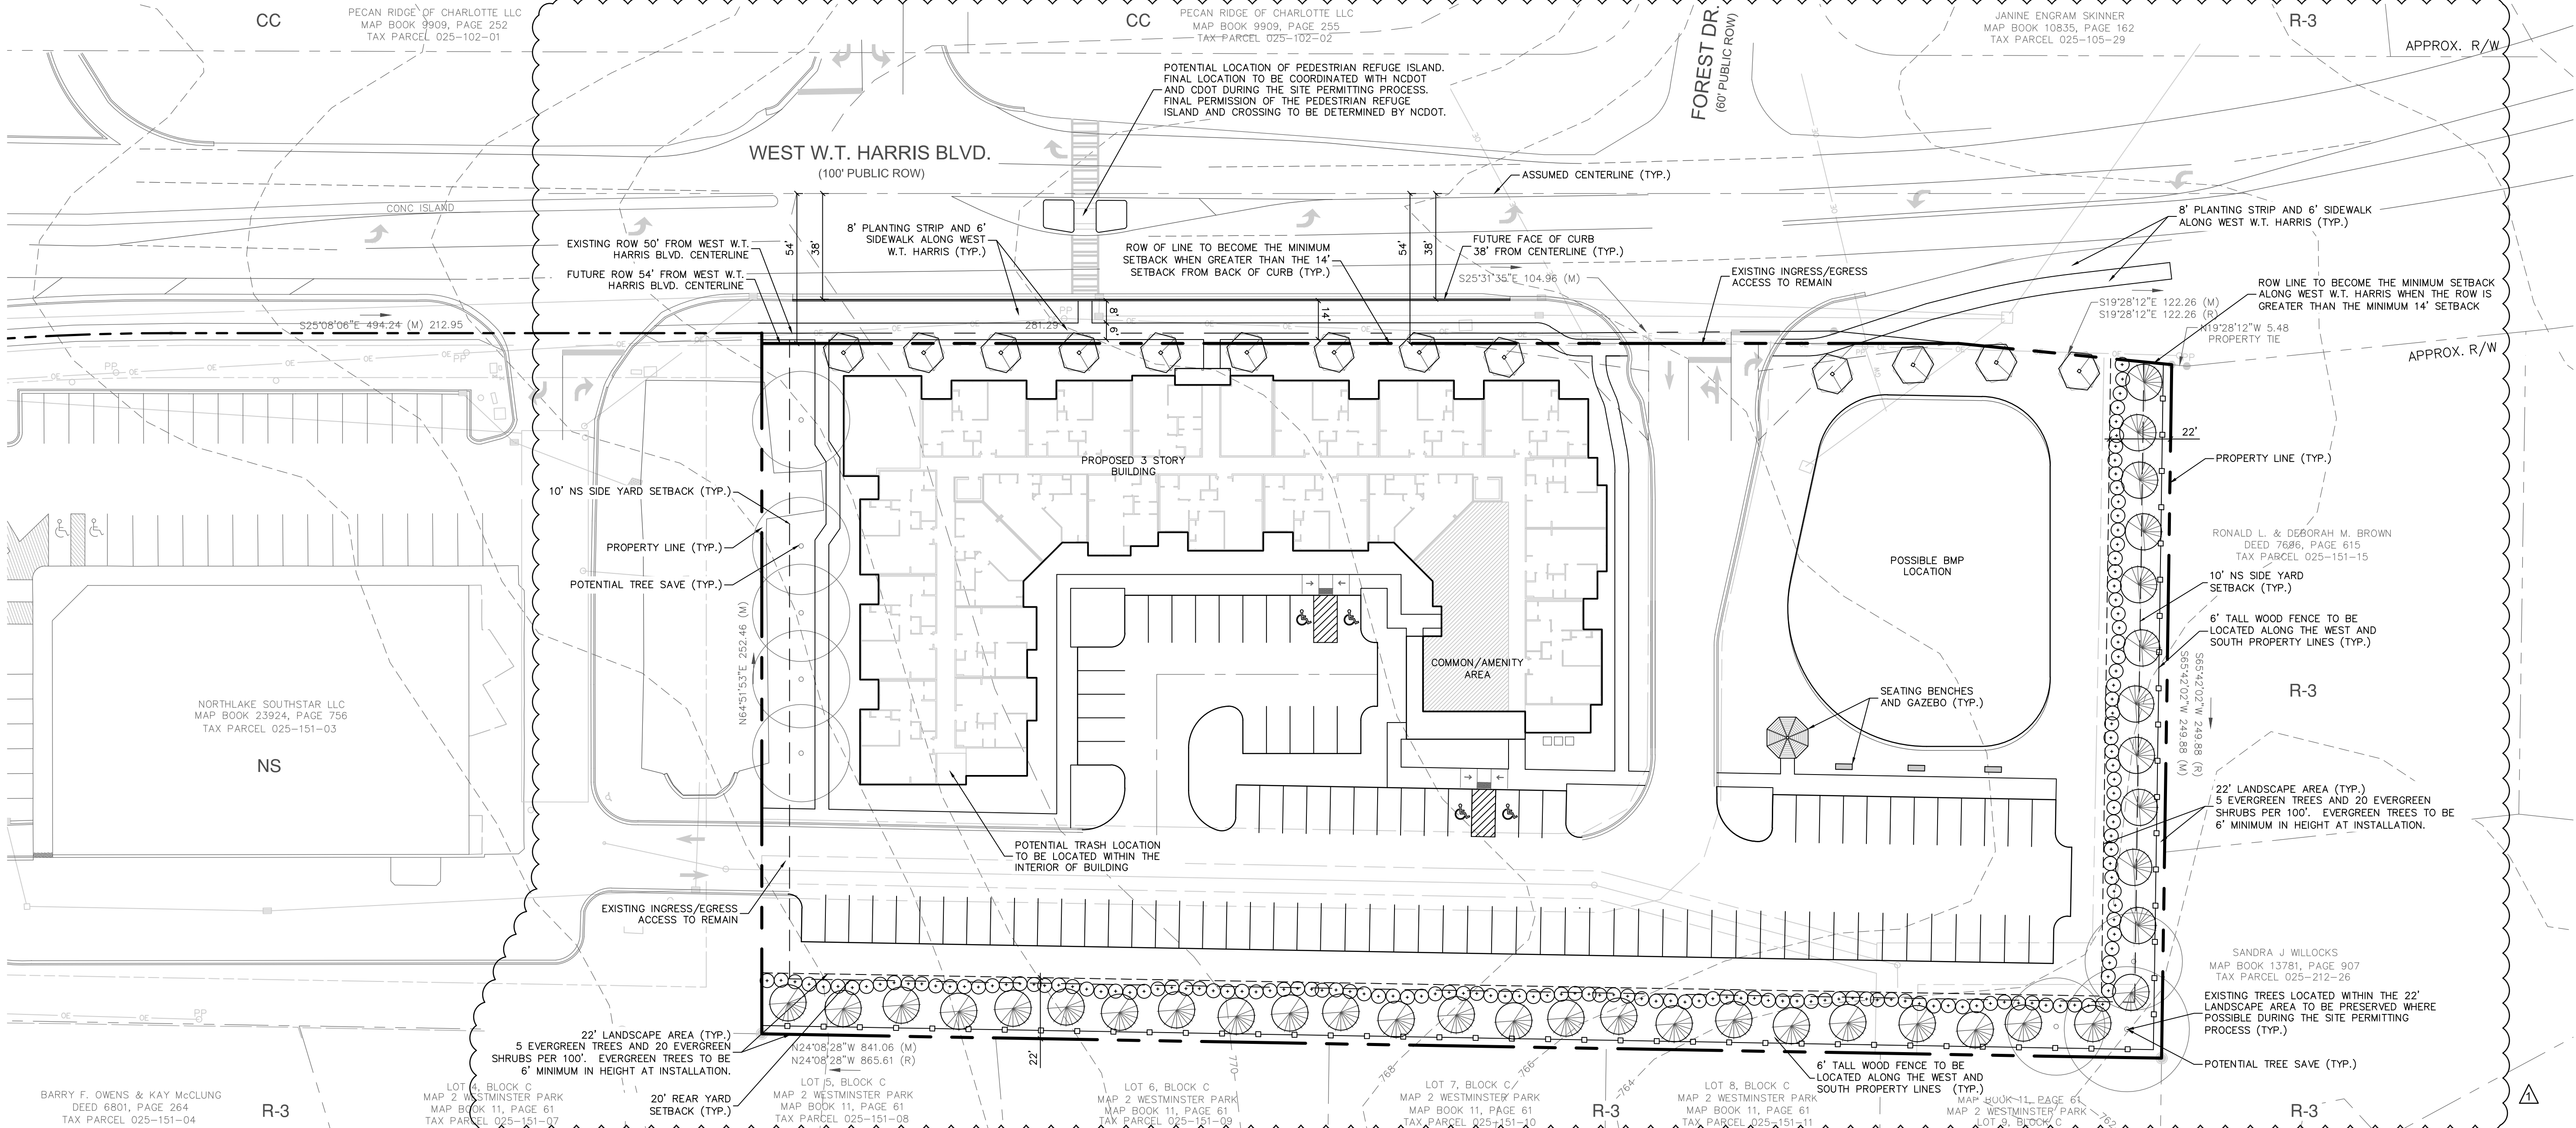 CC
PECAN RIDGE OF CHARLOTTE LLC
MAP BOOK 9909, PAGE 252
TAX PARCEL 025-102-01
CC
PECAN RIDGE OF CHARLOTTE LLC
MAP BOOK 9909, PAGE 255
TAX PARCEL 025-102-02
FOREST DR.
(60' PUBLIC ROW)
JANINE ENGRAM SKINNER
MAP BOOK 10835, PAGE 162
TAX PARCEL 025-105-29
R-3
APPROX. R/W
POTENTIAL LOCATION OF PEDESTRIAN REFUGE ISLAND.
FINAL LOCATION TO BE COORDINATED WITH NCDOT
AND CDOT DURING THE SITE PERMITTING PROCESS.
FINAL PERMISSION OF THE PEDESTRIAN REFUGE
ISLAND AND CROSSING TO BE DETERMINED BY NCDOT.
WEST W.T. HARRIS BLVD.
(100' PUBLIC ROW)
ASSUMED CENTERLINE (TYP.)
CONC ISLAND
8' PLANTING STRIP AND 6' SIDEWALK
ALONG WEST W.T. HARRIS (TYP.)
EXISTING ROW 50' FROM WEST W.T.
HARRIS BLVD. CENTERLINE
FUTURE ROW 54' FROM WEST W.T.
HARRIS BLVD. CENTERLINE
54'
38'
8' PLANTING STRIP AND 6'
SIDEWALK ALONG WEST
W.T. HARRIS (TYP.)
ROW OF LINE TO BECOME THE MINIMUM
SETBACK WHEN GREATER THAN THE 14'
SETBACK FROM BACK OF CURB (TYP.)
54'
38'
FUTURE FACE OF CURB
38' FROM CENTERLINE (TYP.)
S25°31'35"E 104.96 (M)
EXISTING INGRESS/EGRESS
ACCESS TO REMAIN
ROW LINE TO BECOME THE MINIMUM SETBACK
ALONG WEST W.T. HARRIS WHEN THE ROW IS
GREATER THAN THE MINIMUM 14' SETBACK
S19°28'12"E 122.26 (M)
S19°28'12"E 122.26 (R)
N19°28'12"W 5.48
PROPERTY TIE
APPROX. R/W
S25°08'06"E 494.24 (M) 212.95
281.29
8'
6'
14'
OE
PP
22'
PROPOSED 3 STORY
BUILDING
PROPERTY LINE (TYP.)
10' NS SIDE YARD SETBACK (TYP.)
PROPERTY LINE (TYP.)
POTENTIAL TREE SAVE (TYP.)
N64°51'53"E 252.46 (M)
POSSIBLE BMP
LOCATION
RONALD L. & DEBORAH M. BROWN
DEED 7696, PAGE 615
TAX PARCEL 025-151-15
10' NS SIDE YARD
SETBACK (TYP.)
6' TALL WOOD FENCE TO BE
LOCATED ALONG THE WEST AND
SOUTH PROPERTY LINES (TYP.)
S65°42'02"W 249.88 (R)
S65°42'02"W 249.88 (M)
COMMON/AMENITY
AREA
SEATING BENCHES
AND GAZEBO (TYP.)
R-3
NORTHLAKE SOUTHSTAR LLC
MAP BOOK 23924, PAGE 756
TAX PARCEL 025-151-03
NS
22' LANDSCAPE AREA (TYP.)
5 EVERGREEN TREES AND 20 EVERGREEN
SHRUBS PER 100'. EVERGREEN TREES TO BE
6' MINIMUM IN HEIGHT AT INSTALLATION.
POTENTIAL TRASH LOCATION
TO BE LOCATED WITHIN THE
INTERIOR OF BUILDING
EXISTING INGRESS/EGRESS
ACCESS TO REMAIN
SANDRA J WILLOCKS
MAP BOOK 13781, PAGE 907
TAX PARCEL 025-212-26
EXISTING TREES LOCATED WITHIN THE 22'
LANDSCAPE AREA TO BE PRESERVED WHERE
POSSIBLE DURING THE SITE PERMITTING
PROCESS (TYP.)
POTENTIAL TREE SAVE (TYP.)
22' LANDSCAPE AREA (TYP.)
5 EVERGREEN TREES AND 20 EVERGREEN
SHRUBS PER 100'. EVERGREEN TREES TO BE
6' MINIMUM IN HEIGHT AT INSTALLATION.
N24°08'28"W 841.06 (M)
N24°08'28"W 865.61 (R)
22'
770
768
766
764
762
6' TALL WOOD FENCE TO BE
LOCATED ALONG THE WEST AND
SOUTH PROPERTY LINES (TYP.)
20' REAR YARD
SETBACK (TYP.)
BARRY F. OWENS & KAY McCLUNG
DEED 6801, PAGE 264
TAX PARCEL 025-151-04
R-3
LOT 4, BLOCK C
MAP 2 WESTMINSTER PARK
MAP BOOK 11, PAGE 61
TAX PARCEL 025-151-07
LOT 5, BLOCK C
MAP 2 WESTMINSTER PARK
MAP BOOK 11, PAGE 61
TAX PARCEL 025-151-08
LOT 6, BLOCK C
MAP 2 WESTMINSTER PARK
MAP BOOK 11, PAGE 61
TAX PARCEL 025-151-09
LOT 7, BLOCK C
MAP 2 WESTMINSTER PARK
MAP BOOK 11, PAGE 61
TAX PARCEL 025-151-10
R-3
LOT 8, BLOCK C
MAP 2 WESTMINSTER PARK
MAP BOOK 11, PAGE 61
TAX PARCEL 025-151-11
MAP BOOK 11, PAGE 61
MAP 2 WESTMINSTER PARK
LOT 9, BLOCK C
R-3
1